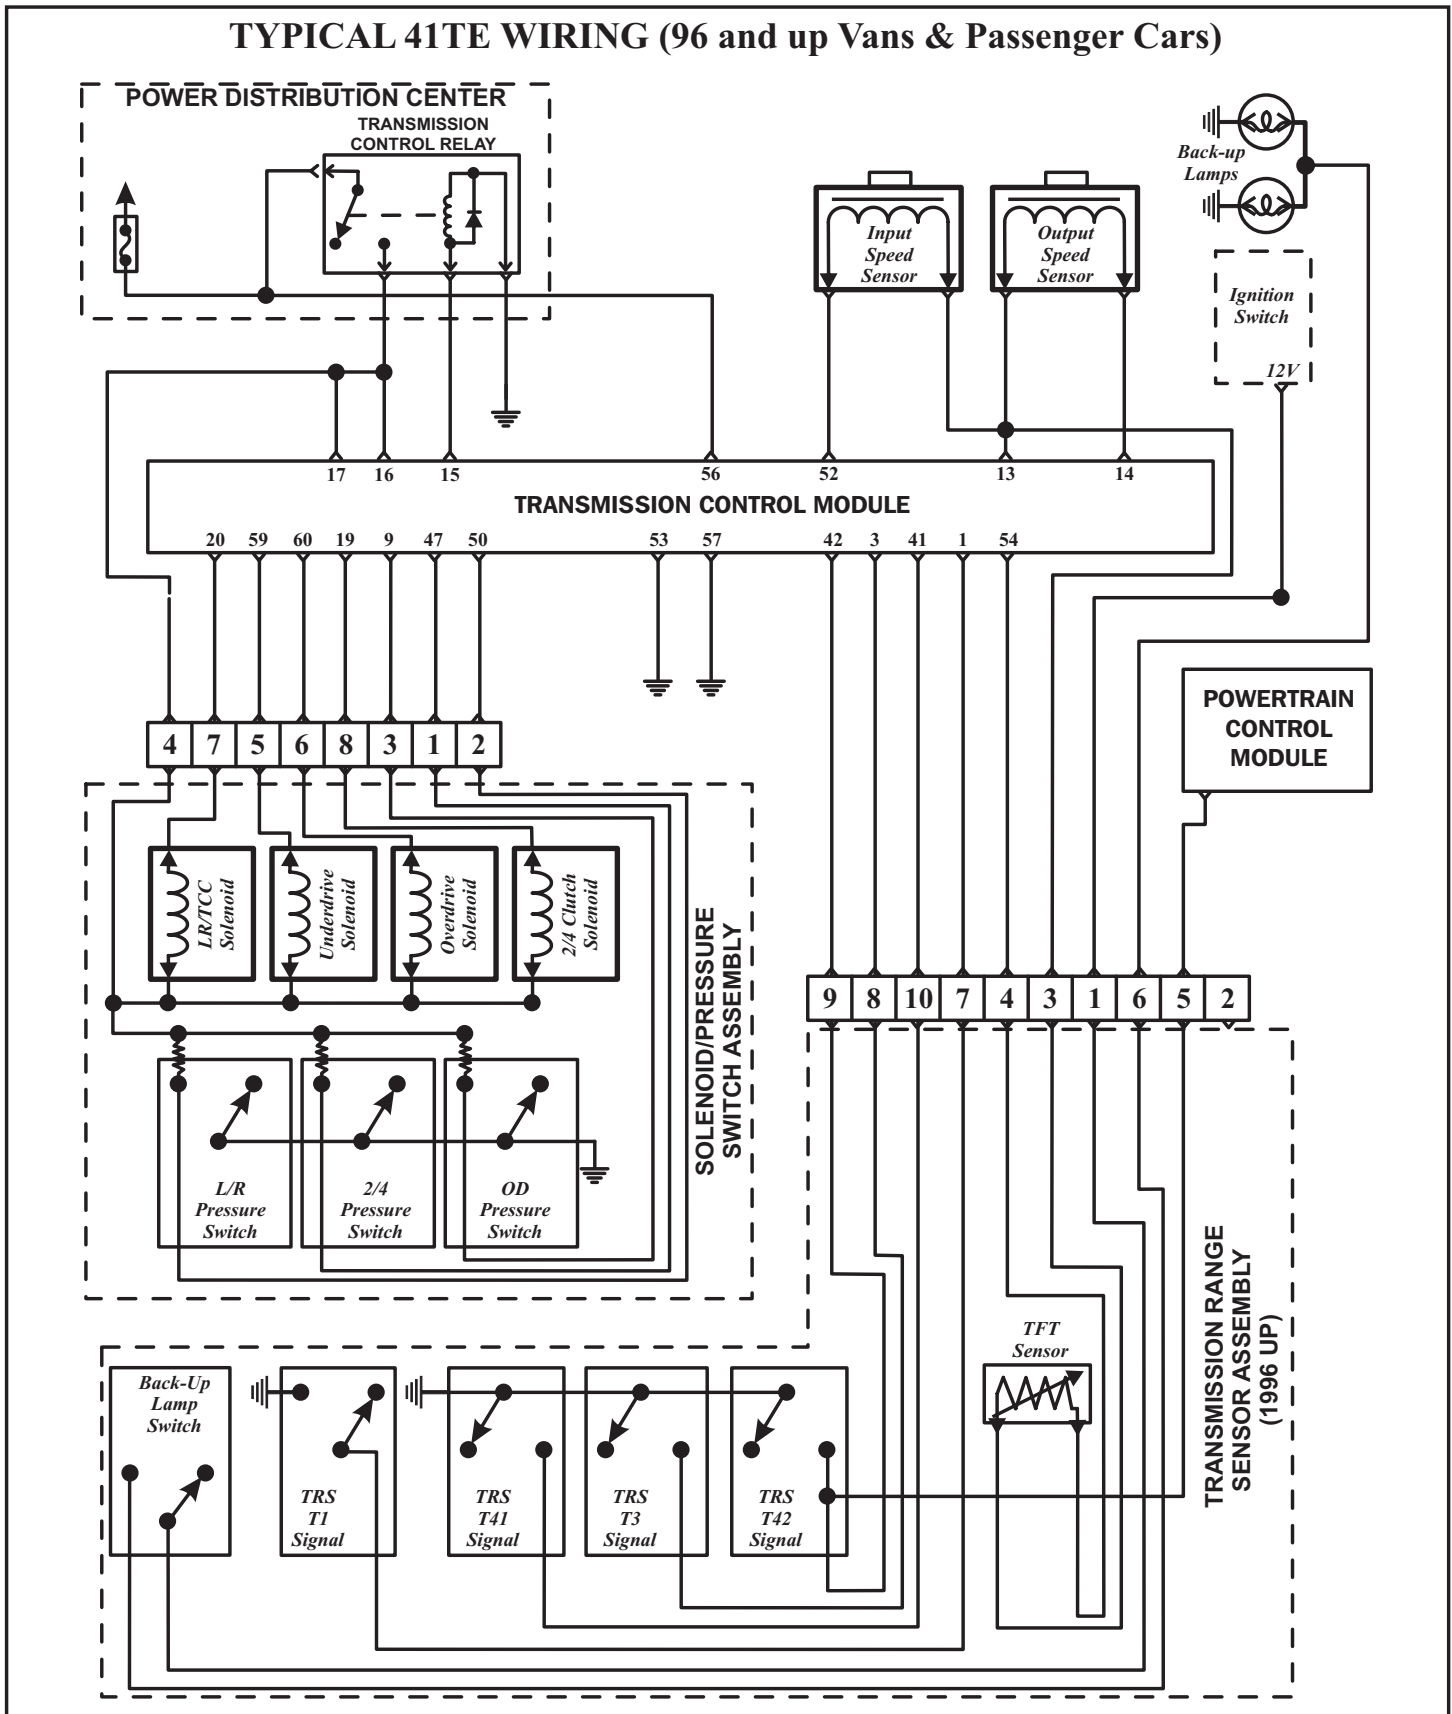 TYPICAL 41TE WIRING (96 and up Vans & Passenger Cars)
POWER DISTRIBUTION CENTER
TRANSMISSION
CONTROL RELAY
Back-up
Lamps
Input
Speed
Sensor
Output
Speed
Sensor
Ignition
Switch
12V
17 16 15 56 52 13 14
TRANSMISSION CONTROL MODULE
20 59 60 19 9 47 50 53 57 42 3 41 1 54
POWERTRAIN
CONTROL
MODULE
4 7 5 6 8 3 1 2
LR/TCC
Solenoid
Underdrive
Solenoid
Overdrive
Solenoid
2/4 Clutch
Solenoid
SOLENOID/PRESSURE
SWITCH ASSEMBLY
9 8 10 7 4 3 1 6 5 2
L/R
Pressure
Switch
2/4
Pressure
Switch
OD
Pressure
Switch
TRANSMISSION RANGE
SENSOR ASSEMBLY
(1996 UP)
TFT
Sensor
Back-Up
Lamp
Switch
TRS
T1
Signal
TRS
T41
Signal
TRS
T3
Signal
TRS
T42
Signal